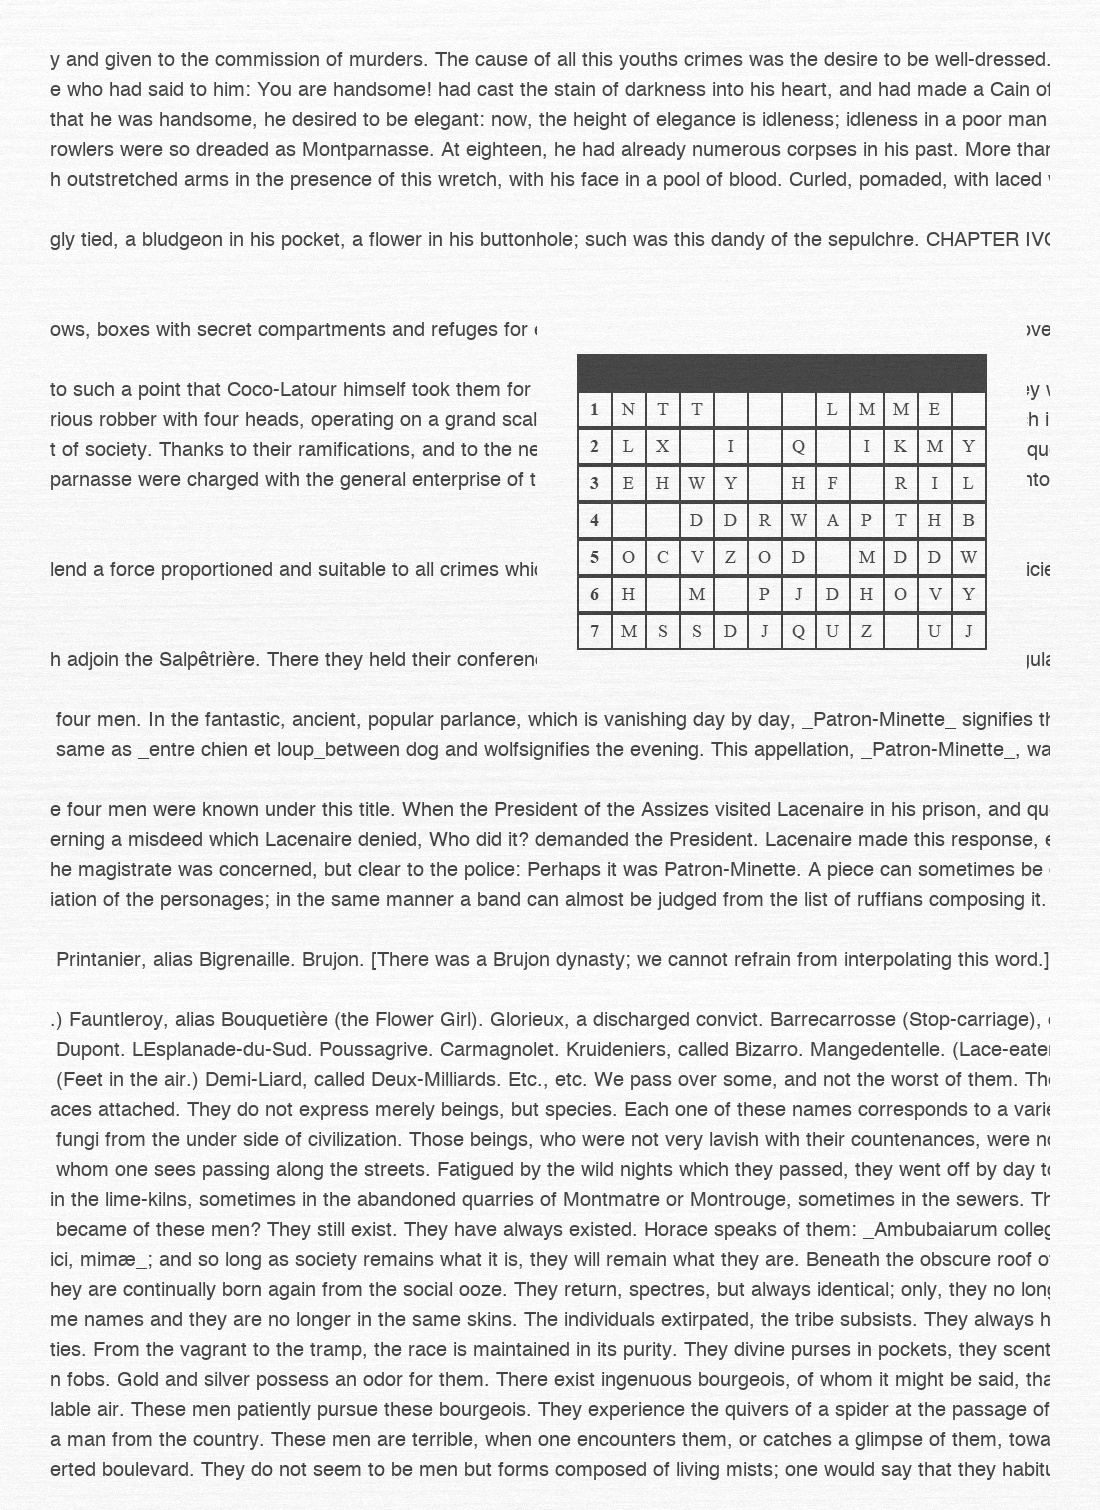 y and given to the commission of murders. The cause of all this youths crimes was the desire to be well-dressed.
e who had said to him: You are handsome! had cast the stain of darkness into his heart, and had made a Cain of
that he was handsome, he desired to be elegant: now, the height of elegance is idleness; idleness in a poor man
rowlers were so dreaded as Montparnasse. At eighteen, he had already numerous corpses in his past. More than
h outstretched arms in the presence of this wretch, with his face in a pool of blood. Curled, pomaded, with laced
gly tied, a bludgeon in his pocket, a flower in his buttonhole; such was this dandy of the sepulchre. CHAPTER
ows, boxes with secret compartments and refuges for
to such a point that Coco-Latour himself took them for
rious robber with four heads, operating on a grand scal
t of society. Thanks to their ramifications, and to the ne
parnasse were charged with the general enterprise of t
lend a force proportioned and suitable to all crimes
h adjoin the Salpêtrière. There they held their
1 N T T L M M E
2 L X I Q I K M Y
3 E H W Y H F R I L
4 D D R W A P T H B
5 O C V Z O D M D D W
6 H M P J D H O V Y
7 M S S D J Q U Z U J
four men. In the fantastic, ancient, popular parlance, which is vanishing day by day, _Patron-Minette_ signifies
same as _entre chien et loup_between dog and wolfsignifies the evening. This appellation, _Patron-Minette_, wa
e four men were known under this title. When the President of the Assizes visited Lacenaire in his prison, and qu
erning a misdeed which Lacenaire denied, Who did it? demanded the President. Lacenaire made this response,
he magistrate was concerned, but clear to the police: Perhaps it was Patron-Minette. A piece can sometimes be
iation of the personages; in the same manner a band can almost be judged from the list of ruffians composing it.
Printanier, alias Bigrenaille. Brujon. [There was a Brujon dynasty; we cannot refrain from interpolating this word.]
.) Fauntleroy, alias Bouquetière (the Flower Girl). Glorieux, a discharged convict. Barrecarrosse (Stop-carriage),
Dupont. LEsplanade-du-Sud. Poussagrive. Carmagnolet. Kruideniers, called Bizarro. Mangedentelle. (Lace-eater
(Feet in the air.) Demi-Liard, called Deux-Milliards. Etc., etc. We pass over some, and not the worst of them.
aces attached. They do not express merely beings, but species. Each one of these names corresponds to a varie
fungi from the under side of civilization. Those beings, who were not very lavish with their countenances, were
whom one sees passing along the streets. Fatigued by the wild nights which they passed, they went off by day
in the lime-kilns, sometimes in the abandoned quarries of Montmatre or Montrouge, sometimes in the sewers.
became of these men? They still exist. They have always existed. Horace speaks of them: _Ambubaiarum
ici, mimæ_; and so long as society remains what it is, they will remain what they are. Beneath the obscure roof
hey are continually born again from the social ooze. They return, spectres, but always identical; only, they no
me names and they are no longer in the same skins. The individuals extirpated, the tribe subsists. They always h
ties. From the vagrant to the tramp, the race is maintained in its purity. They divine purses in pockets, they scent
n fobs. Gold and silver possess an odor for them. There exist ingenuous bourgeois, of whom it might be said, tha
lable air. These men patiently pursue these bourgeois. They experience the quivers of a spider at the passage of
a man from the country. These men are terrible, when one encounters them, or catches a glimpse of them, towa
erted boulevard. They do not seem to be men but forms composed of living mists; one would say that they